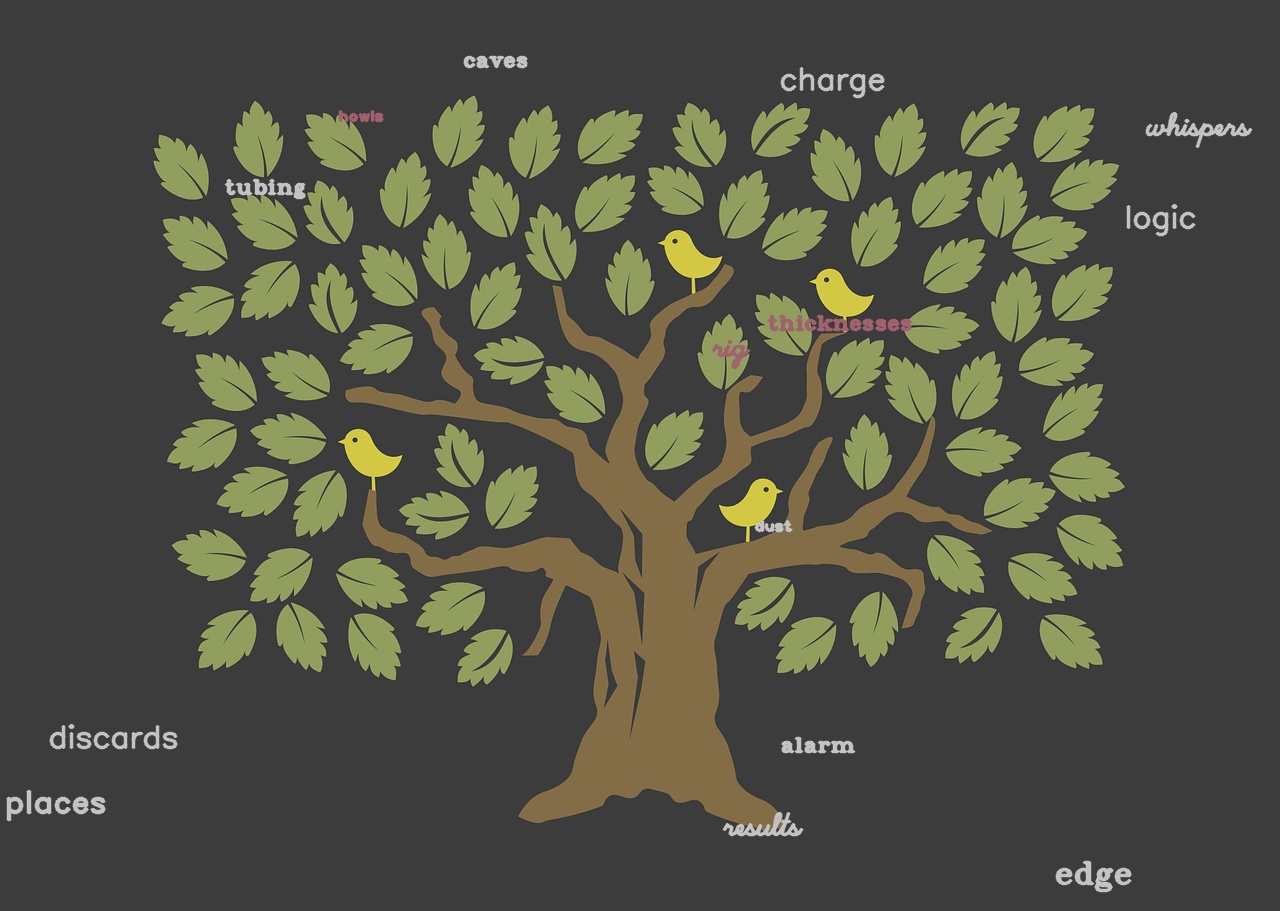 caves
charge
bowls
whispers
tubing
logic
thicknesses
rig
dust
discards
alarm
places
results
edge